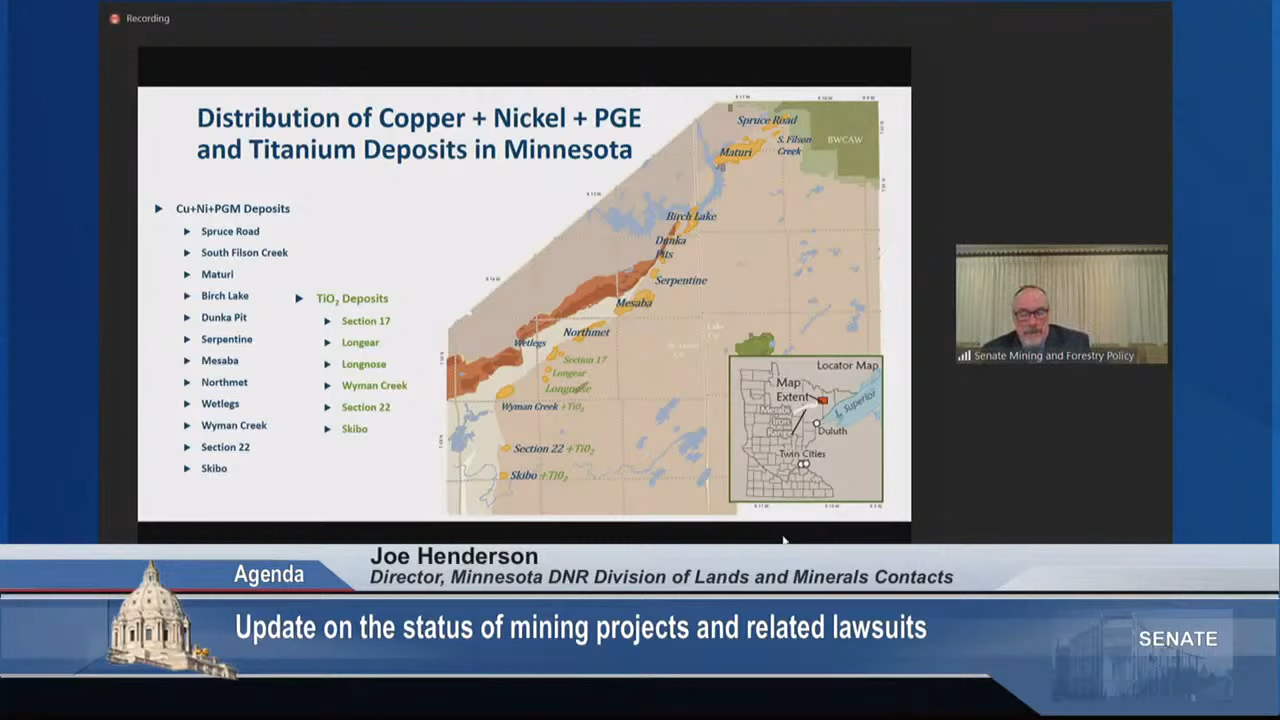 Recording
Distribution of Copper + Nickel + PGE
and Titanium Deposits in Minnesota
Cu+Ni+PGM Deposits
Spruce Road
South Filson Creek
Maturi
Birch Lake
Dunka Pit
Serpentine
Mesaba
Northmet
Wetlegs
Wyman Creek
Section 22
Skibo
TiO₂ Deposits
Section 17
Longear
Longnose
Wyman Creek
Section 22
Skibo
Spruce Road
S. Filson
Creek
BWCAW
Maturi
Birch Lake
Dunka
Pits
Serpentine
Mesaba
Northmet
Wetlegs
Section 17
Longear
Longnose
Wyman Creek +TiO₂
Section 22 +TiO₂
Skibo +TiO₂
Locator Map
Map
Extent
L. Superior
Mesabi
Iron
Range
Duluth
Twin Cities
Senate Mining and Forestry Policy
Joe Henderson
Director, Minnesota DNR Division of Lands and Minerals Contacts
Agenda
Update on the status of mining projects and related lawsuits
SENATE